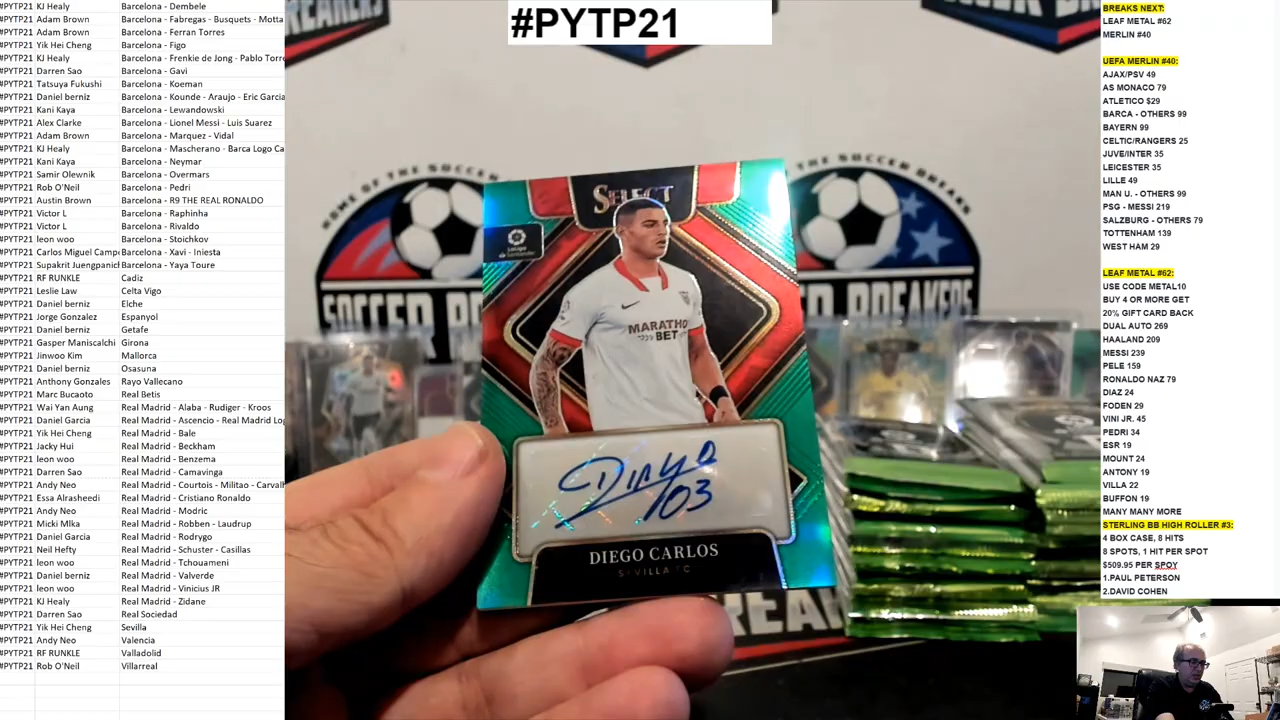 #PYTP21
#PYTP21 KJ Healy Barcelona - Dembele
#PYTP21 Adam Brown Barcelona - Fabregas - Busquets - Motta
#PYTP21 Adam Brown Barcelona - Ferran Torres
#PYTP21 Yik Hei Cheng Barcelona - Figo
#PYTP21 KJ Healy Barcelona - Frenkie de Jong - Pablo Torre
#PYTP21 Darren Sao Barcelona - Gavi
#PYTP21 Tatsuya Fukushi Barcelona - Koeman
#PYTP21 Daniel berniz Barcelona - Kounde - Araujo - Eric Garcia
#PYTP21 Kani Kaya Barcelona - Lewandowski
#PYTP21 Alex Clarke Barcelona - Lionel Messi - Luis Suarez
#PYTP21 Adam Brown Barcelona - Marquez - Vidal
#PYTP21 KJ Healy Barcelona - Mascherano - Barca Logo Ca
#PYTP21 Kani Kaya Barcelona - Neymar
#PYTP21 Samir Olewnik Barcelona - Overmars
#PYTP21 Rob O'Neil Barcelona - Pedri
#PYTP21 Austin Brown Barcelona - R9 THE REAL RONALDO
#PYTP21 Victor L Barcelona - Raphinha
#PYTP21 Victor L Barcelona - Rivaldo
#PYTP21 leon woo Barcelona - Stoichkov
#PYTP21 Carlos Miguel Camp Barcelona - Xavi - Iniesta
#PYTP21 Supakrit Juengpanich Barcelona - Yaya Toure
#PYTP21 RF RUNKLE Cadiz
#PYTP21 Leslie Law Celta Vigo
#PYTP21 Daniel berniz Elche
#PYTP21 Jorge Gonzalez Espanyol
#PYTP21 Daniel berniz Getafe
#PYTP21 Gasper Maniscalchi Girona
#PYTP21 Jinwoo Kim Mallorca
#PYTP21 Daniel berniz Osasuna
#PYTP21 Anthony Gonzales Rayo Vallecano
#PYTP21 Marc Bucaoto Real Betis
#PYTP21 Wai Yan Aung Real Madrid - Alaba - Rudiger - Kroos
#PYTP21 Daniel Garcia Real Madrid - Ascencio - Real Madrid Log
#PYTP21 Yik Hei Cheng Real Madrid - Bale
#PYTP21 Jacky Hui Real Madrid - Beckham
#PYTP21 leon woo Real Madrid - Benzema
#PYTP21 Darren Sao Real Madrid - Camavinga
#PYTP21 Andy Neo Real Madrid - Courtois - Militao - Carval
#PYTP21 Essa Alrasheedi Real Madrid - Cristiano Ronaldo
#PYTP21 Andy Neo Real Madrid - Modric
#PYTP21 Micki Mlka Real Madrid - Robben - Laudrup
#PYTP21 Daniel Garcia Real Madrid - Rodrygo
#PYTP21 Neil Hefty Real Madrid - Schuster - Casillas
#PYTP21 leon woo Real Madrid - Tchouameni
#PYTP21 Daniel berniz Real Madrid - Valverde
#PYTP21 leon woo Real Madrid - Vinicius JR
#PYTP21 KJ Healy Real Madrid - Zidane
#PYTP21 Darren Sao Real Sociedad
#PYTP21 Yik Hei Cheng Sevilla
#PYTP21 Andy Neo Valencia
#PYTP21 RF RUNKLE Valladolid
#PYTP21 Rob O'Neil Villarreal
HOME OF THE SOCCER BREAKS
SOCCER BREAKERS
THE SOCCER BREAKS
BREAKERS
SELECT
LaLiga
Santander
MARATHO
BET
03
DIEGO CARLOS
SEVILLA FC
BREAKS NEXT:
LEAF METAL #62
MERLIN #40
UEFA MERLIN #40:
AJAX/PSV 49
AS MONACO 79
ATLETICO $29
BARCA - OTHERS 99
BAYERN 99
CELTIC/RANGERS 25
JUVE/INTER 35
LEICESTER 35
LILLE 49
MAN U. - OTHERS 99
PSG - MESSI 219
SALZBURG - OTHERS 79
TOTTENHAM 139
WEST HAM 29
LEAF METAL #62:
USE CODE METAL10
BUY 4 OR MORE GET
20% GIFT CARD BACK
DUAL AUTO 269
HAALAND 209
MESSI 239
PELE 159
RONALDO NAZ 79
DIAZ 24
FODEN 29
VINI JR. 45
PEDRI 34
ESR 19
MOUNT 24
ANTONY 19
VILLA 22
BUFFON 19
MANY MANY MORE
STERLING BB HIGH ROLLER #3:
4 BOX CASE, 8 HITS
8 SPOTS, 1 HIT PER SPOT
$509.95 PER SPOY
1.PAUL PETERSON
2.DAVID COHEN